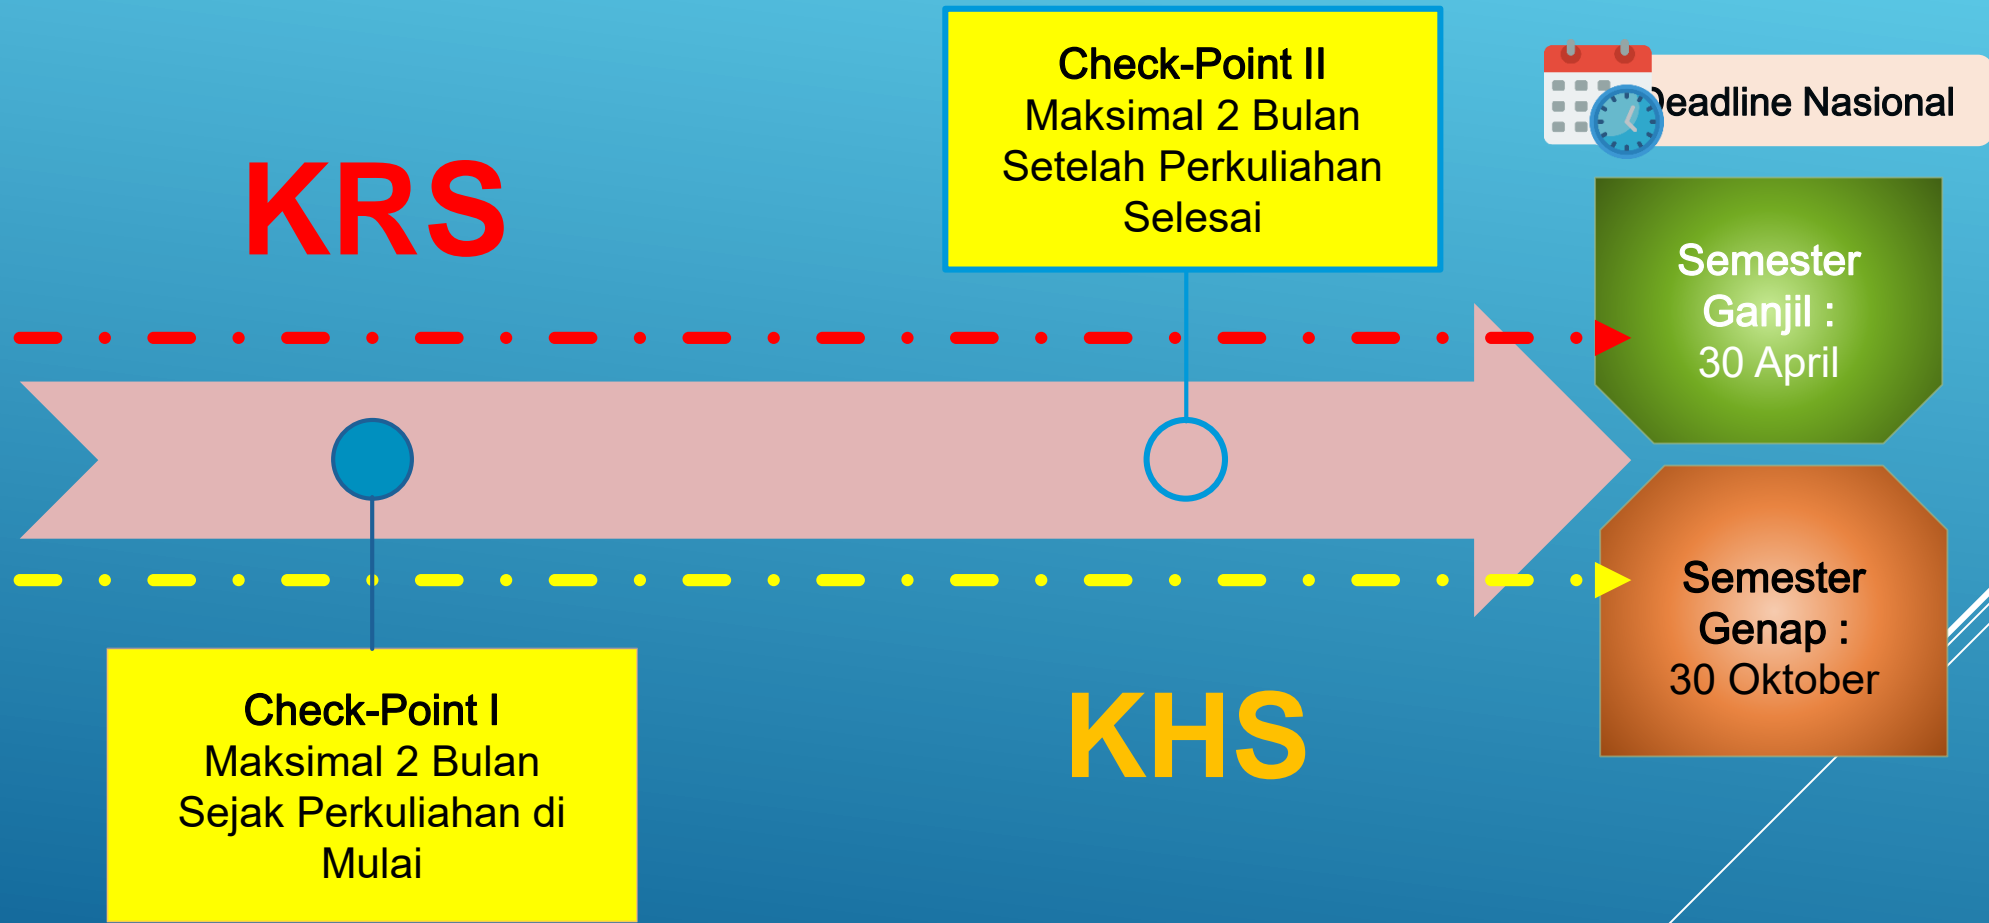 Check-Point II
Maksimal 2 Bulan
Setelah Perkuliahan
Selesai
Deadline Nasional
KRS
Semester
Ganjil :
30 April
Semester
Genap :
30 Oktober
Check-Point I
Maksimal 2 Bulan
Sejak Perkuliahan di
Mulai
KHS